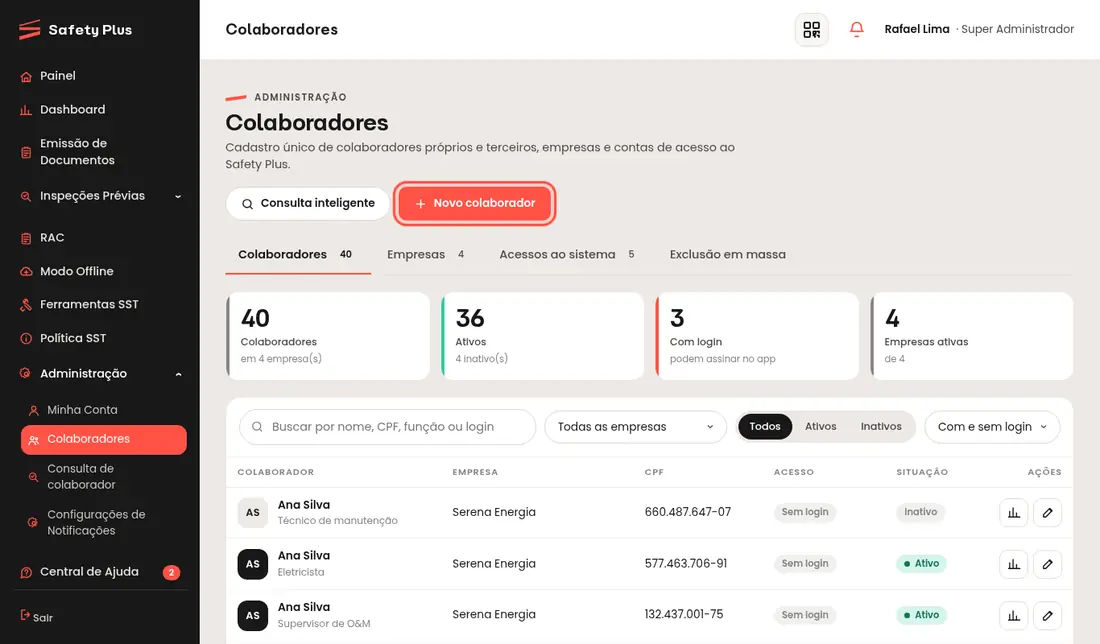 Safety Plus
Painel
Dashboard
Emissão de
Documentos
Inspeções Prévias
RAC
Modo Offline
Ferramentas SST
Política SST
Administração
Minha Conta
Colaboradores
Consulta de
colaborador
Configurações de
Notificações
Central de Ajuda 2
Sair
Colaboradores
Rafael Lima · Super Administrador
ADMINISTRAÇÃO
Colaboradores
Cadastro único de colaboradores próprios e terceiros, empresas e contas de acesso ao
Safety Plus.
Consulta inteligente
+ Novo colaborador
Colaboradores 40 Empresas 4 Acessos ao sistema 5 Exclusão em massa
40
Colaboradores
em 4 empresa(s)
36
Ativos
4 inativo(s)
3
Com login
podem assinar no app
4
Empresas ativas
de 4
Buscar por nome, CPF, função ou login
Todas as empresas
Todos Ativos Inativos
Com e sem login
COLABORADOR EMPRESA CPF ACESSO SITUAÇÃO AÇÕES
AS Ana Silva Serena Energia 660.487.647-07 Sem login Inativo
Técnico de manutenção
AS Ana Silva Serena Energia 577.463.706-91 Sem login Ativo
Eletricista
AS Ana Silva Serena Energia 132.437.001-75 Sem login Ativo
Supervisor de O&M